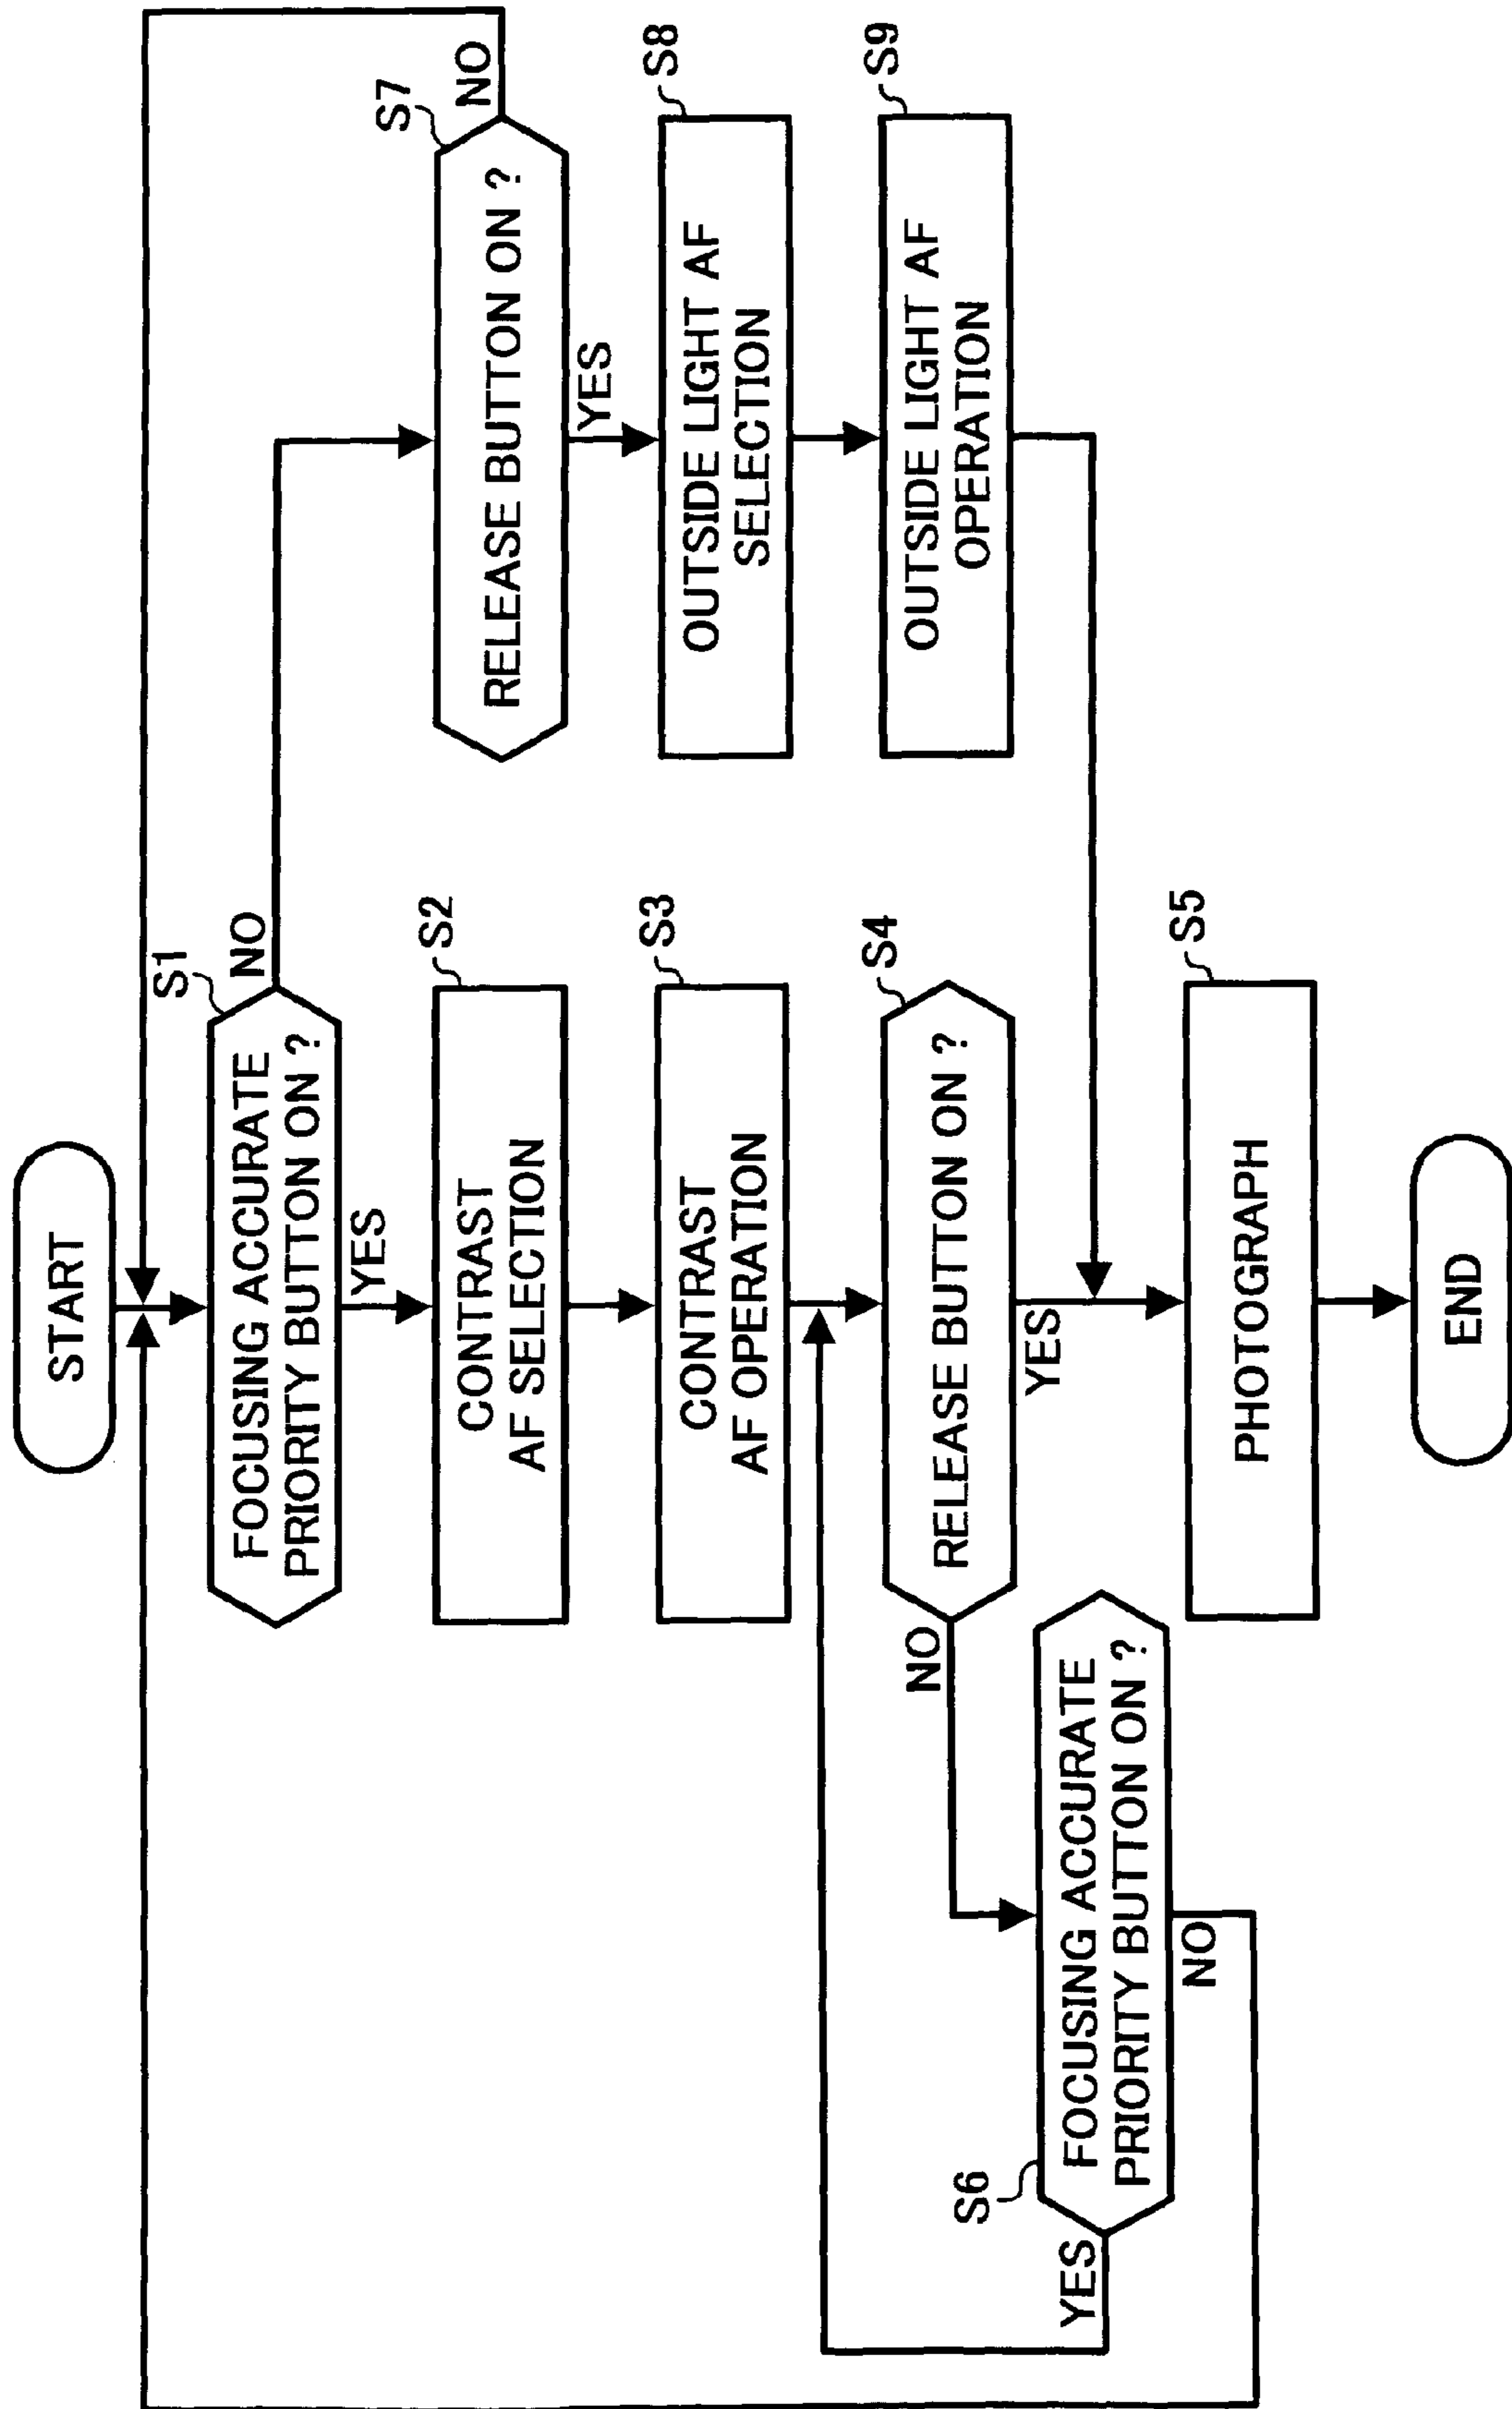 START
S1
FOCUSING ACCURATE
PRIORITY BUTTON ON ?
NO
YES
S2
CONTRAST
AF SELECTION
S3
CONTRAST
AF OPERATION
S4
RELEASE BUTTON ON ?
NO
YES
S5
PHOTOGRAPH
END
S6
FOCUSING ACCURATE
PRIORITY BUTTON ON ?
YES
NO
S7
RELEASE BUTTON ON ?
NO
YES
S8
OUTSIDE LIGHT AF
SELECTION
S9
OUTSIDE LIGHT AF
OPERATION